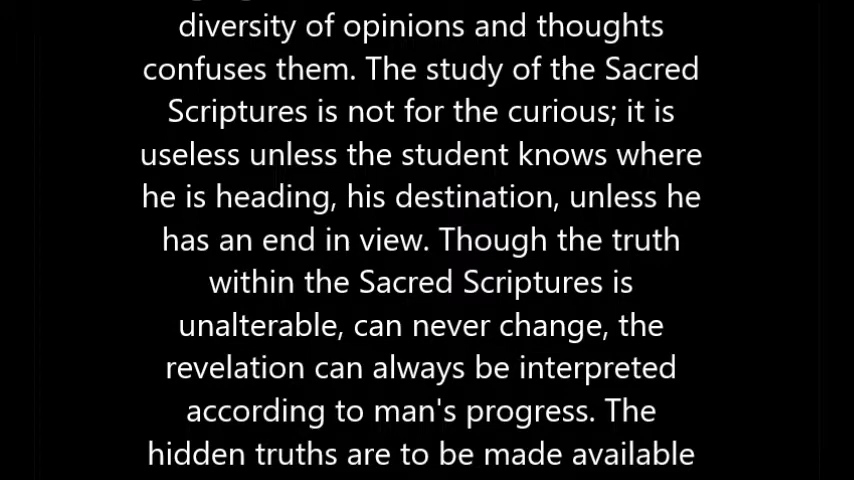 diversity of opinions and thoughts
confuses them. The study of the Sacred
Scriptures is not for the curious; it is
useless unless the student knows where
he is heading, his destination, unless he
has an end in view. Though the truth
within the Sacred Scriptures is
unalterable, can never change, the
revelation can always be interpreted
according to man's progress. The
hidden truths are to be made available